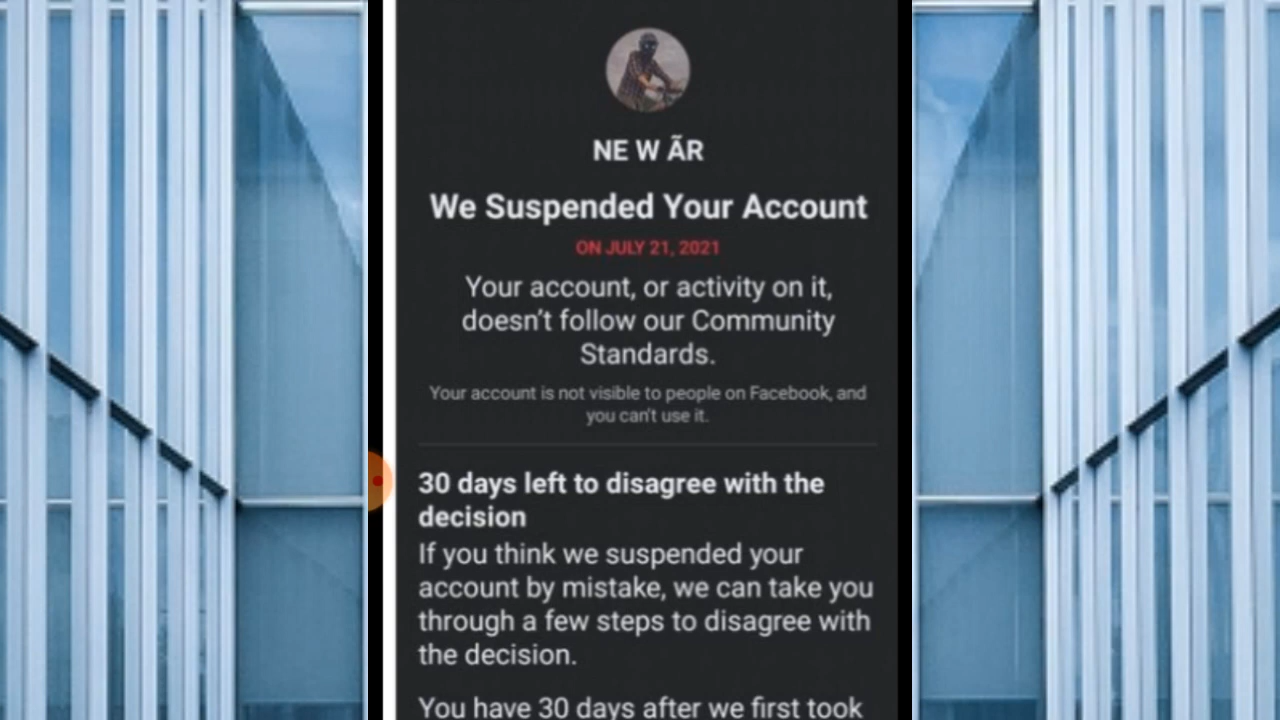 NE W ÃR
We Suspended Your Account
ON JULY 21, 2021
Your account, or activity on it,
doesn't follow our Community
Standards.
Your account is not visible to people on Facebook, and
you can't use it.
30 days left to disagree with the
decision
If you think we suspended your
account by mistake, we can take you
through a few steps to disagree with
the decision.
You have 30 days after we first took